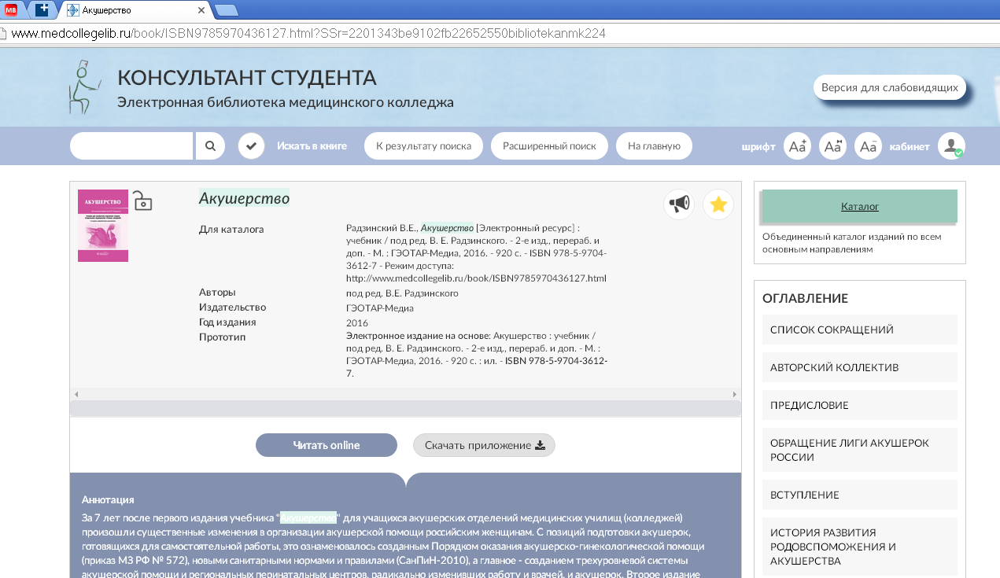 МВ
Акушерство
www.medcollegelib.ru/book/ISBN9785970436127.html?SSr=2201343be9102fb22652550bibliotekanmk224
КОНСУЛЬТАНТ СТУДЕНТА
Электронная библиотека медицинского колледжа
Версия для слабовидящих
Искать в книге
К результату поиска
Расширенный поиск
На главную
шрифт
Аа+
Аа
Аа-
кабинет
АКУШЕРСТВО
Акушерство
Для каталога
Радзинский В.Е., Акушерство [Электронный ресурс] :
учебник / под ред. В. Е. Радзинского. - 2-е изд., перераб. и
доп. - М. : ГЭОТАР-Медиа, 2016. - 920 с. - ISBN 978-5-9704-
3612-7 - Режим доступа:
http://www.medcollegelib.ru/book/ISBN9785970436127.html
Авторы
под ред. В.Е. Радзинского
Издательство
ГЭОТАР-Медиа
Год издания
2016
Прототип
Электронное издание на основе: Акушерство : учебник /
под ред. В. Е. Радзинского. - 2-е изд., перераб. и доп. - М. :
ГЭОТАР-Медиа, 2016. - 920 с. : ил. - ISBN 978-5-9704-3612-
7.
Читать online
Скачать приложение
Аннотация
За 7 лет после первого издания учебника "Акушерство" для учащихся акушерских отделений медицинских училищ (колледжей)
произошли существенные изменения в организации акушерской помощи российским женщинам. С позиций подготовки акушерок,
готовящихся для самостоятельной работы, это ознаменовалось созданным Порядком оказания акушерско-гинекологической помощи
(приказ МЗ РФ № 572), новыми санитарными нормами и правилами (СанПиН-2010), а главное - созданием трехуровневой системы
акушерской помощи и региональных перинатальных центров, радикально изменивших работу и врачей, и акушерок. Второе издание
Каталог
Объединенный каталог изданий по всем
основным направлениям
ОГЛАВЛЕНИЕ
СПИСОК СОКРАЩЕНИЙ
АВТОРСКИЙ КОЛЛЕКТИВ
ПРЕДИСЛОВИЕ
ОБРАЩЕНИЕ ЛИГИ АКУШЕРОК
РОССИИ
ВСТУПЛЕНИЕ
ИСТОРИЯ РАЗВИТИЯ
РОДОВСПОМОЖЕНИЯ И
АКУШЕРСТВА